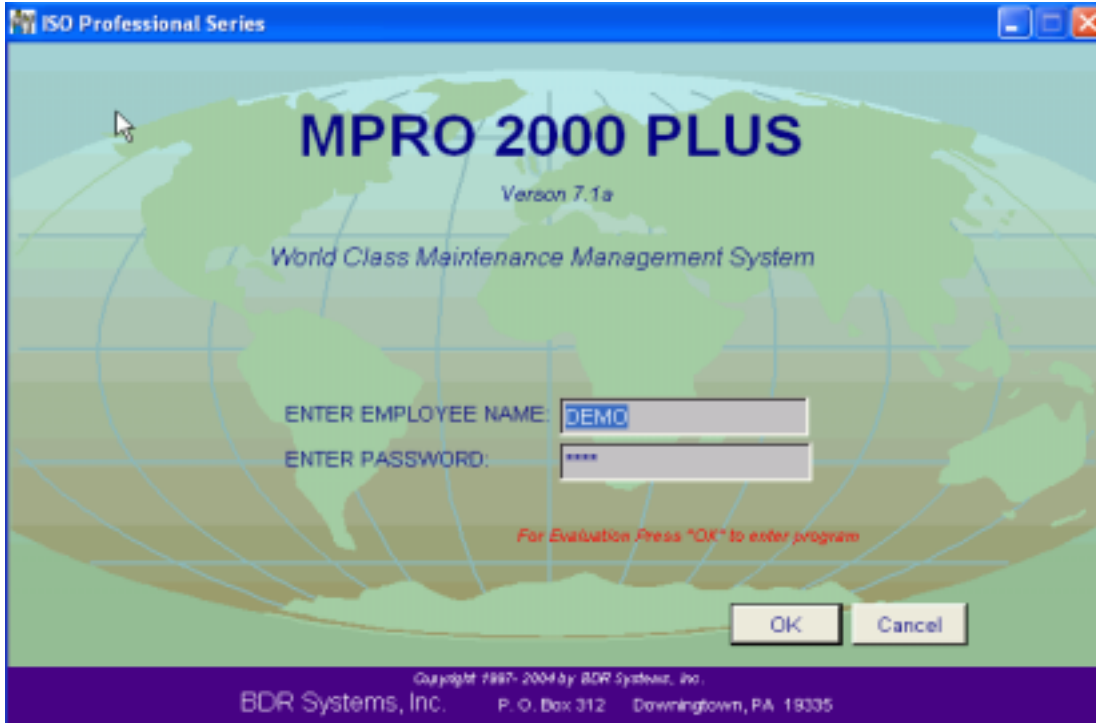 ISO Professional Series
MPRO 2000 PLUS
Verson 7.1a
World Class Maintenance Management System
ENTER EMPLOYEE NAME: DEMO
ENTER PASSWORD: ****
For Evaluation Press "OK" to enter program
OK Cancel
Copyright 1997-2004 by BDR Systems, Inc.
BDR Systems, Inc. P. O. Box 312 Downingtown, PA 19335